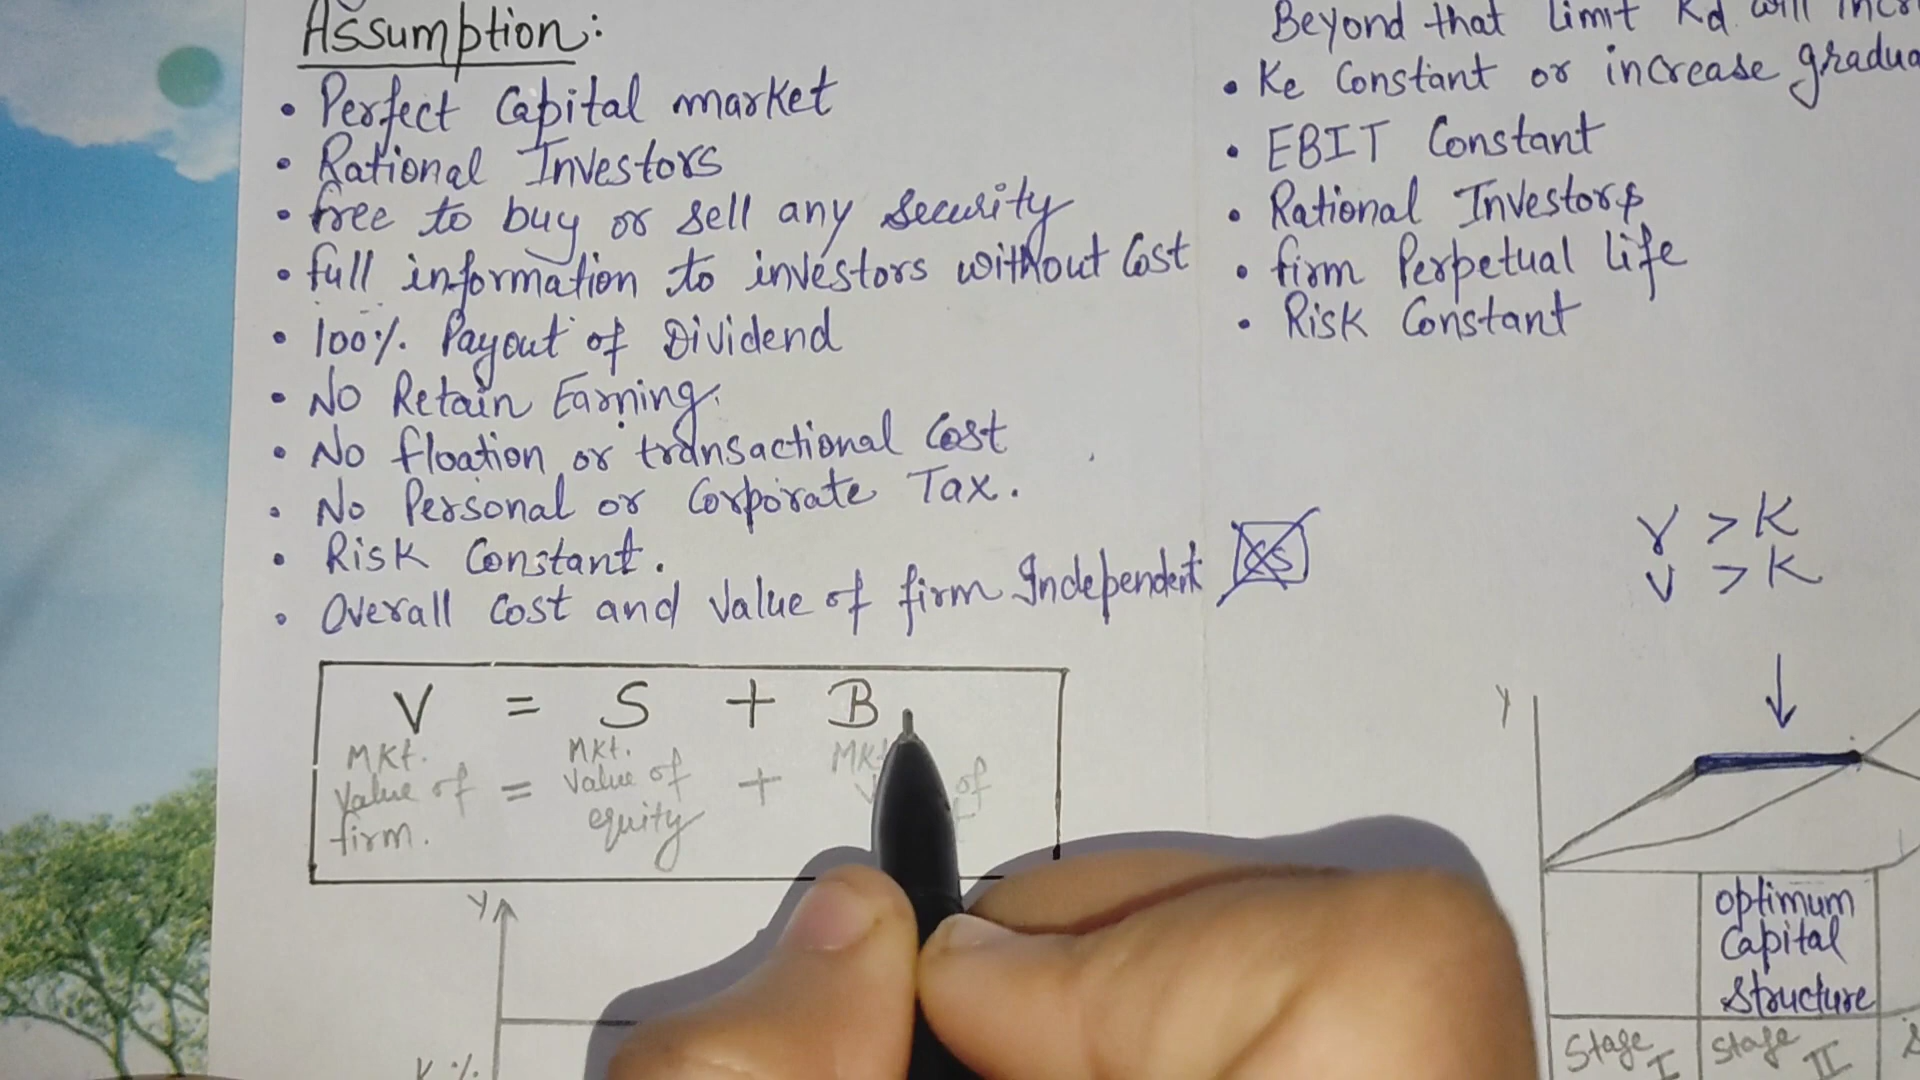 Assumption:
• Perfect Capital market
• Rational Investors
• free to buy or sell any security
• full information to investors without Cost
• 100%. Payout of Dividend
• No Retain Earning.
• No floation or transactional Cost
• No Personal or Corporate Tax.
• Risk Constant.
• Overall Cost and Value of firm Independent CS
V = S + B
Mkt. Value of firm. = Mkt. Value of equity + of
Y
K %
Beyond that limit Kd will
• Ke Constant or increase
• EBIT Constant
• Rational Investors
• firm Perpetual life
• Risk Constant
r > K
v > K
Y
Optimum
Capital
Structure
Stage I
Stage II